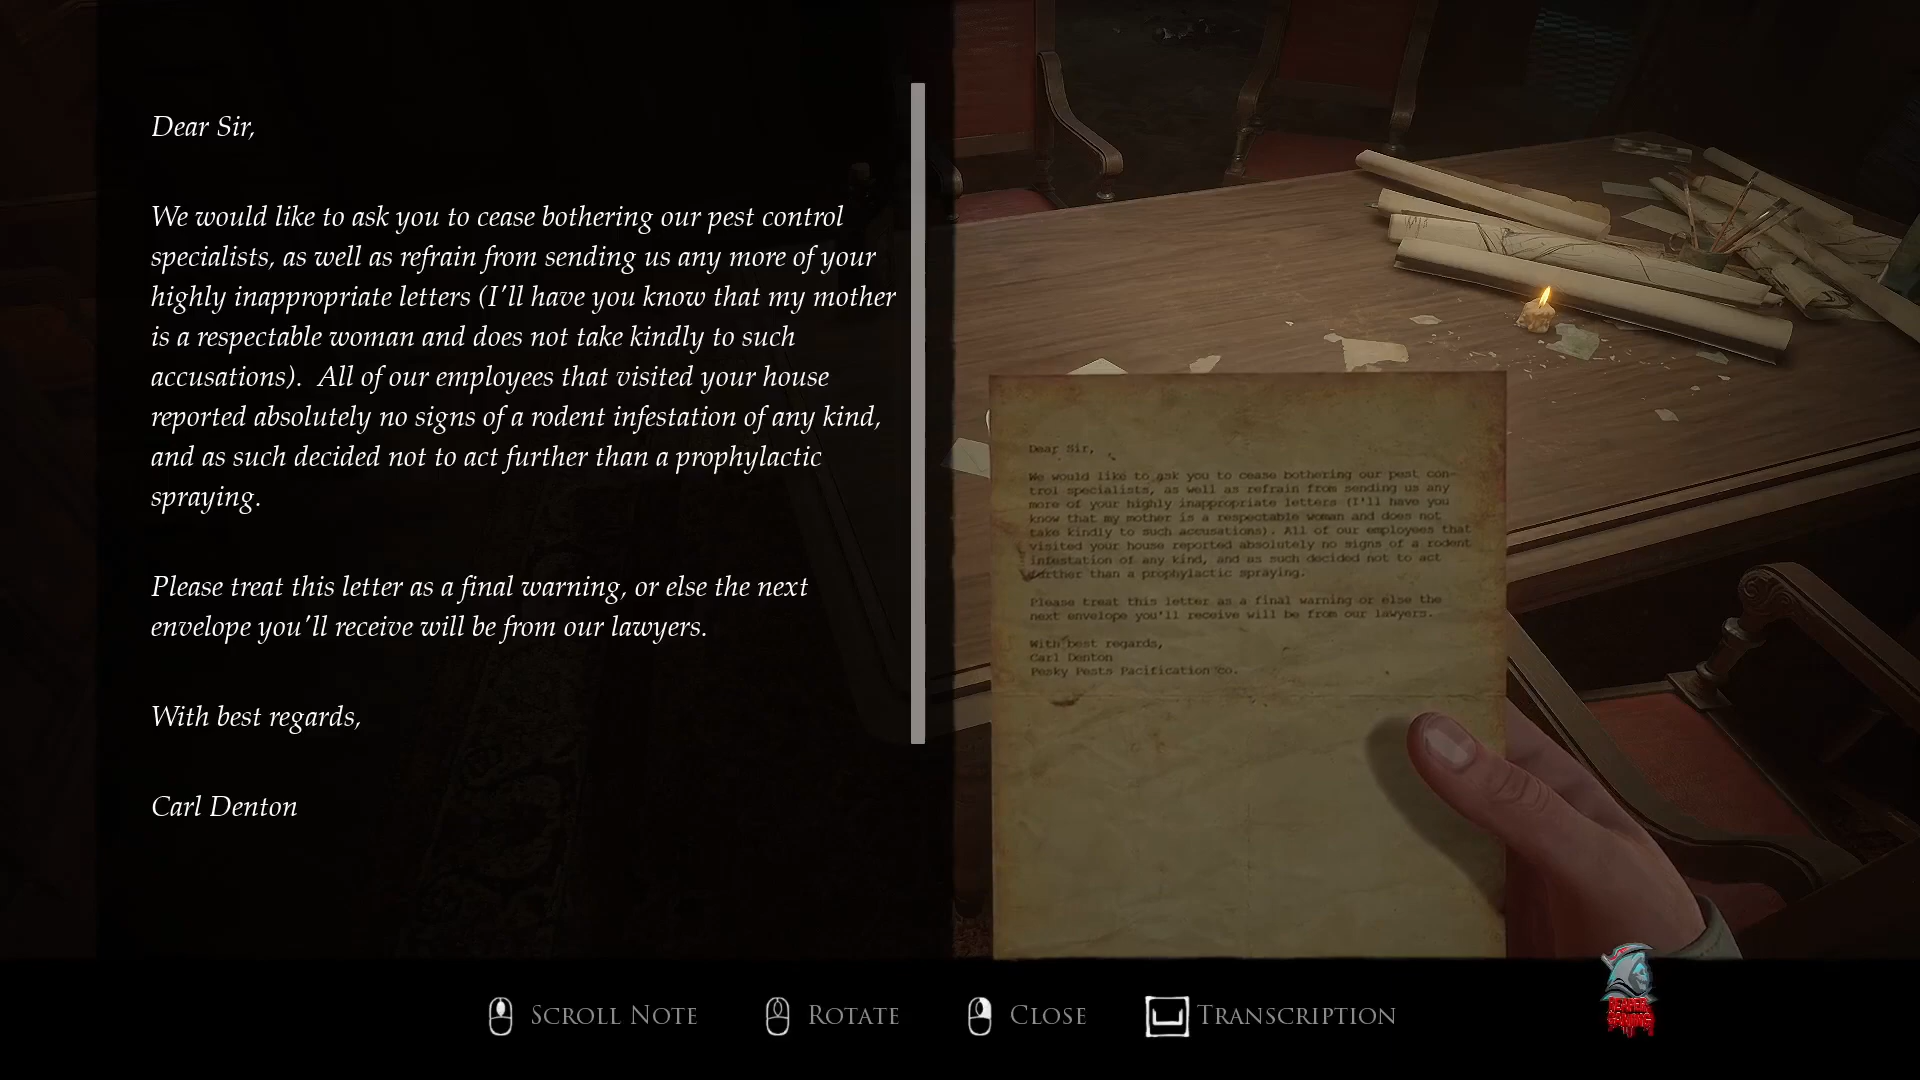 Dear Sir,
We would like to ask you to cease bothering our pest control
specialists, as well as refrain from sending us any more of your
highly inappropriate letters (I'll have you know that my mother
is a respectable woman and does not take kindly to such
accusations).  All of our employees that visited your house
reported absolutely no signs of a rodent infestation of any kind,
and as such decided not to act further than a prophylactic
spraying.
Please treat this letter as a final warning, or else the next
envelope you'll receive will be from our lawyers.
With best regards,
Carl Denton
Dear Sir,
We would like to ask you to cease bothering our pest con-
trol specialists, as well as refrain from sending us any
more of your highly inappropriate letters (I'll have you
know that my mother is a respectable woman and does not
take kindly to such accusations). All of our employees that
visited your house reported absolutely no signs of a rodent
infestation of any kind, and as such decided not to act
further than a prophylactic spraying.
Please treat this letter as a final warning or else the
next envelope you'll receive will be from our lawyers.
With best regards,
Carl Denton
Pesky Pests Pacification Co.
SCROLL NOTE
ROTATE
CLOSE
TRANSCRIPTION